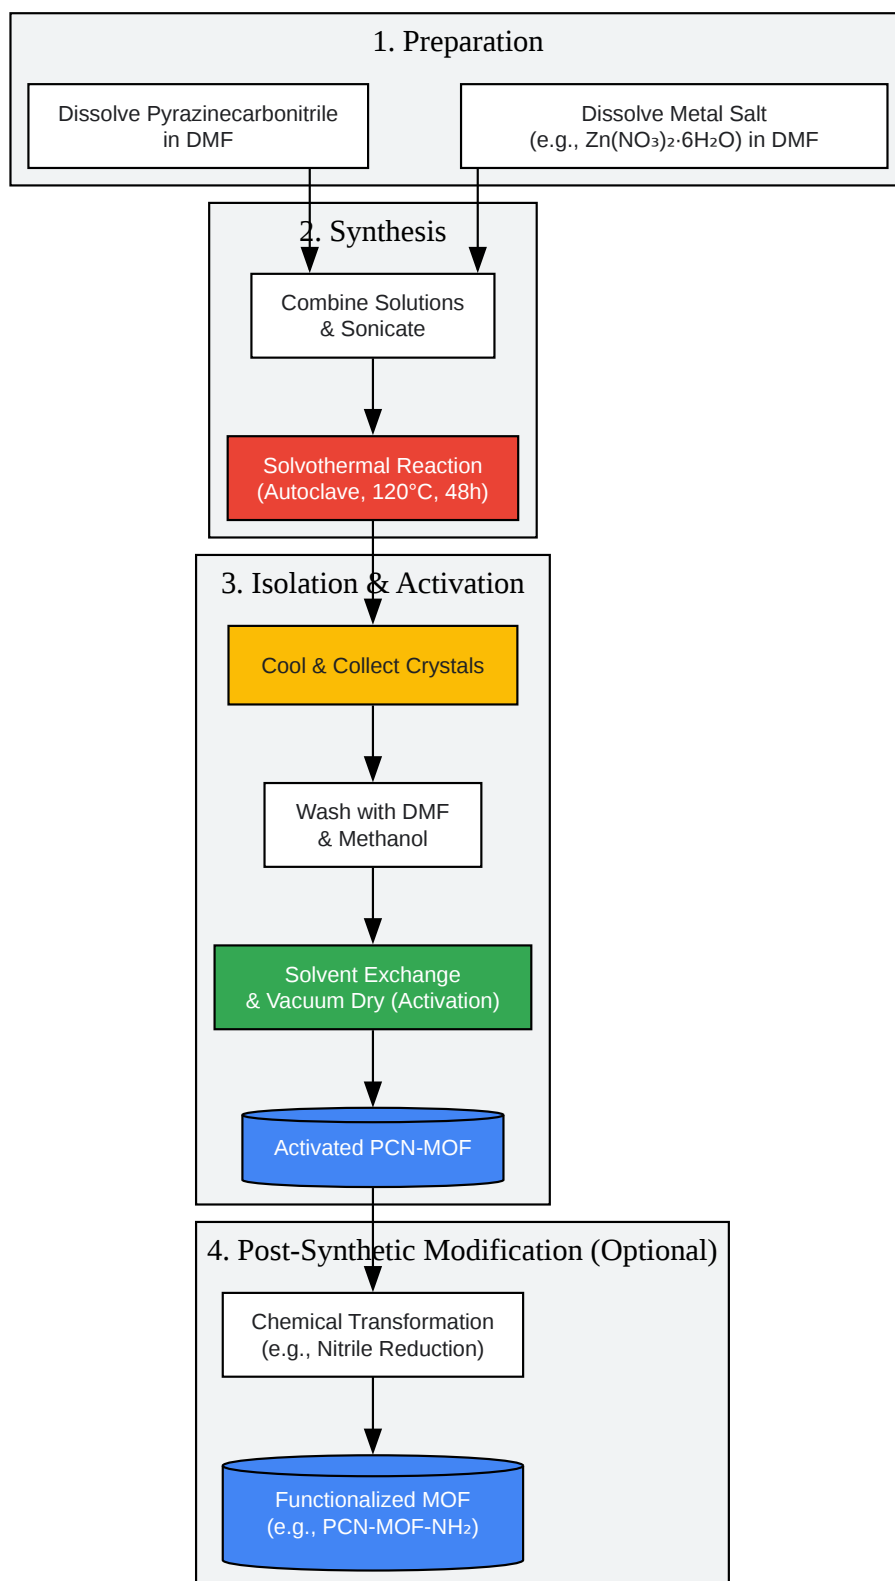 1. Preparation
Dissolve Pyrazinecarbonitrile
in DMF
Dissolve Metal Salt
(e.g., Zn(NO₃)₂·6H₂O) in DMF
2. Synthesis
Combine Solutions
& Sonicate
Solvothermal Reaction
(Autoclave, 120°C, 48h)
3. Isolation & Activation
Cool & Collect Crystals
Wash with DMF
& Methanol
Solvent Exchange
& Vacuum Dry (Activation)
Activated PCN-MOF
4. Post-Synthetic Modification (Optional)
Chemical Transformation
(e.g., Nitrile Reduction)
Functionalized MOF
(e.g., PCN-MOF-NH₂)